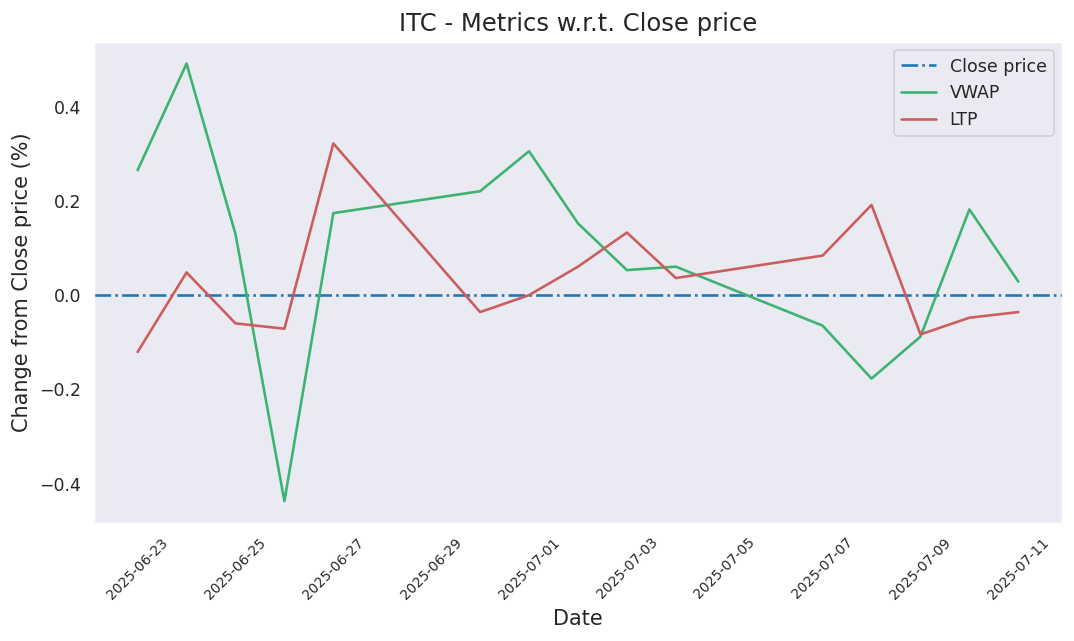 ITC - Metrics w.r.t. Close price
Close price
VWAP
LTP
Change from Close price (%)
0.4
0.2
0.0
−0.2
−0.4
2025-06-23
2025-06-25
2025-06-27
2025-06-29
2025-07-01
2025-07-03
2025-07-05
2025-07-07
2025-07-09
2025-07-11
Date